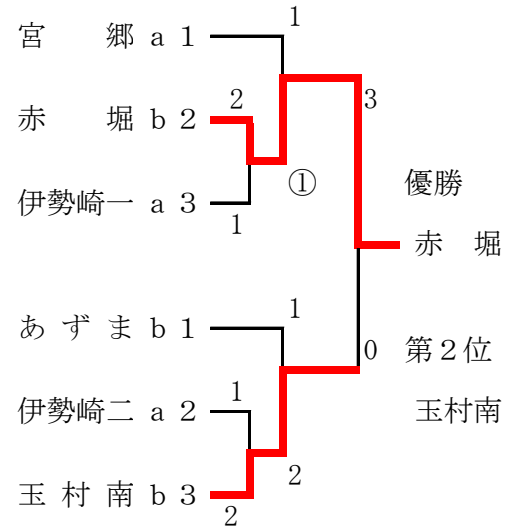 宮　　郷 ａ １
1
赤　　堀 ｂ ２
2
3
伊勢崎一 ａ ３
1
①
優勝
赤　堀
あ ず ま ｂ １
1
0
第２位
伊勢崎二 ａ ２
1
玉村南
玉 村 南 ｂ ３
2
2